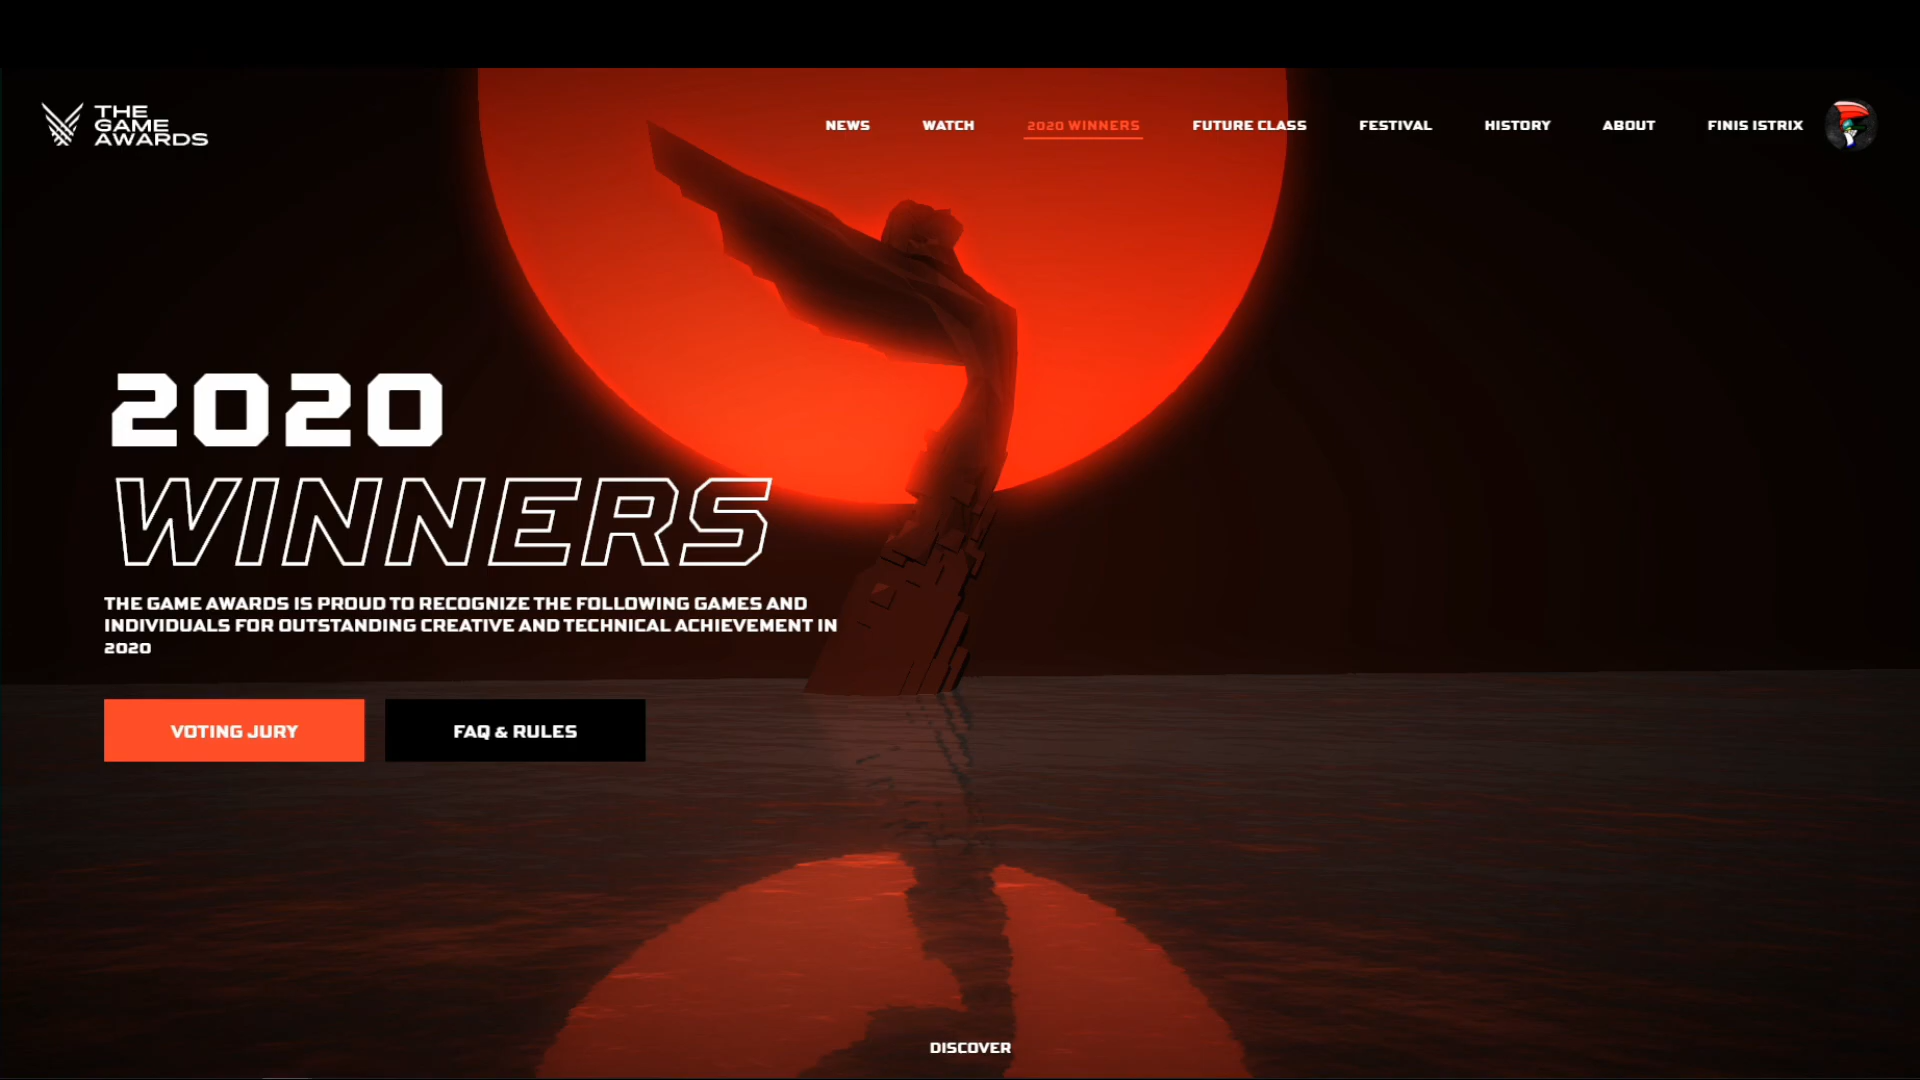 THE
GAME
AWARDS
NEWS WATCH 2020 WINNERS FUTURE CLASS FESTIVAL HISTORY ABOUT FINIS ISTRIX
2020
WINNERS
THE GAME AWARDS IS PROUD TO RECOGNIZE THE FOLLOWING GAMES AND
INDIVIDUALS FOR OUTSTANDING CREATIVE AND TECHNICAL ACHIEVEMENT IN
2020
VOTING JURY FAQ & RULES
DISCOVER